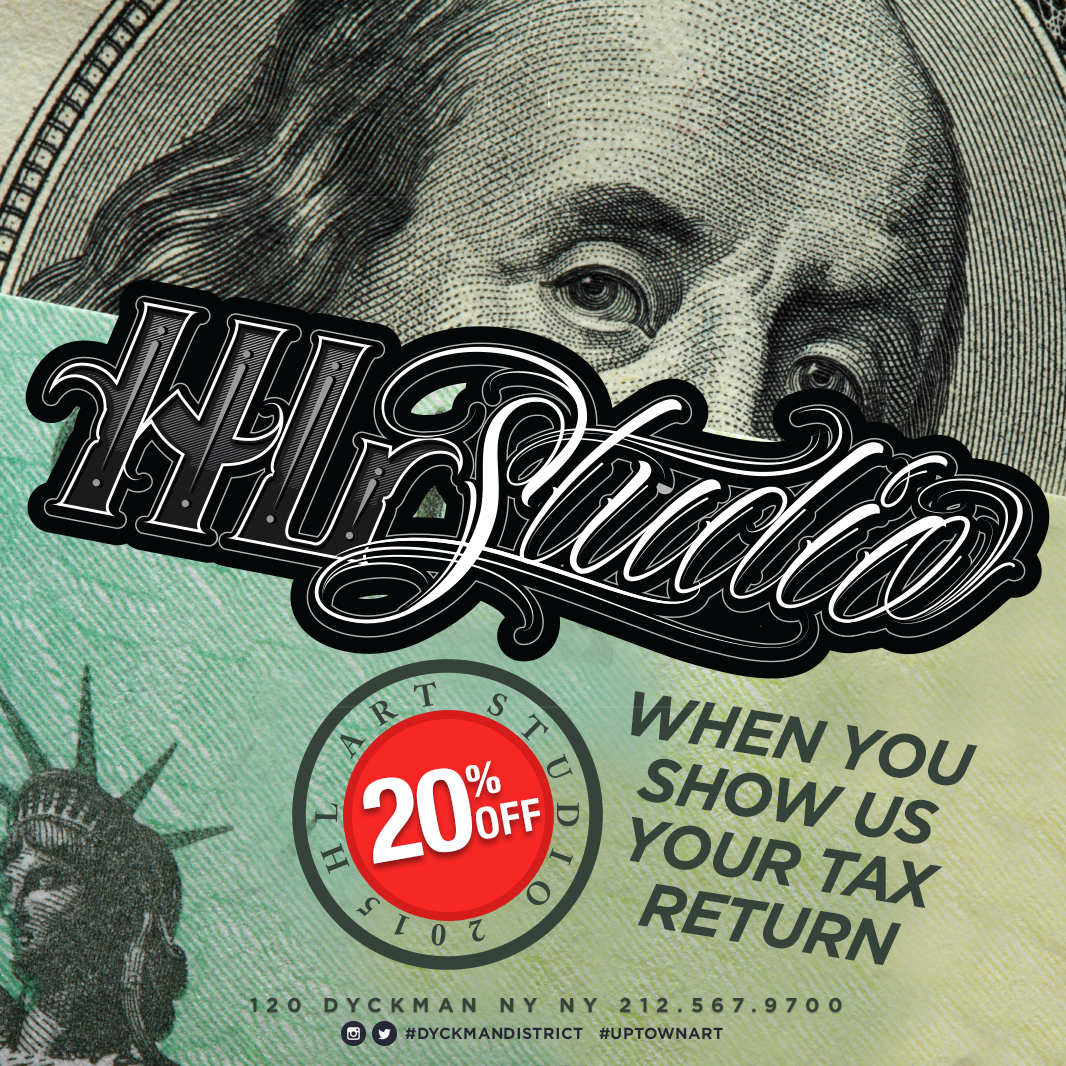 HL Studio
HL ART STUDIO 2015
20% OFF
WHEN YOU
SHOW US
YOUR TAX
RETURN
120 DYCKMAN NY NY 212.567.9700
#DYCKMANDISTRICT #UPTOWNART